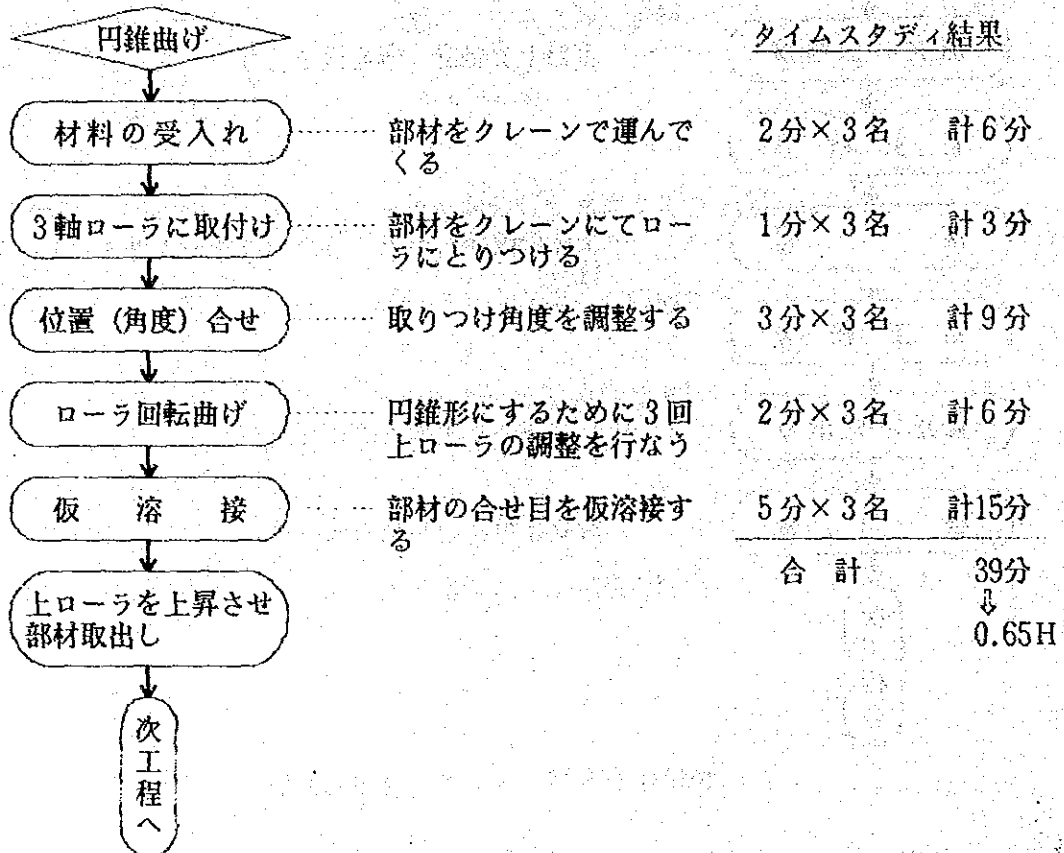 円錐曲げ
タイムスタディ結果
材料の受入れ
部材をクレーンで運んで
くる
2分×3名 計6分
3軸ローラに取付け
部材をクレーンにてロー
ラにとりつける
1分×3名 計3分
位置（角度）合せ
取りつけ角度を調整する
3分×3名 計9分
ローラ回転曲げ
円錐形にするために3回
上ローラの調整を行なう
2分×3名 計6分
仮溶接
部材の合せ目を仮溶接す
る
5分×3名 計15分
合計 39分
⇩
0.65H
上ローラを上昇させ
部材取出し
次工程へ